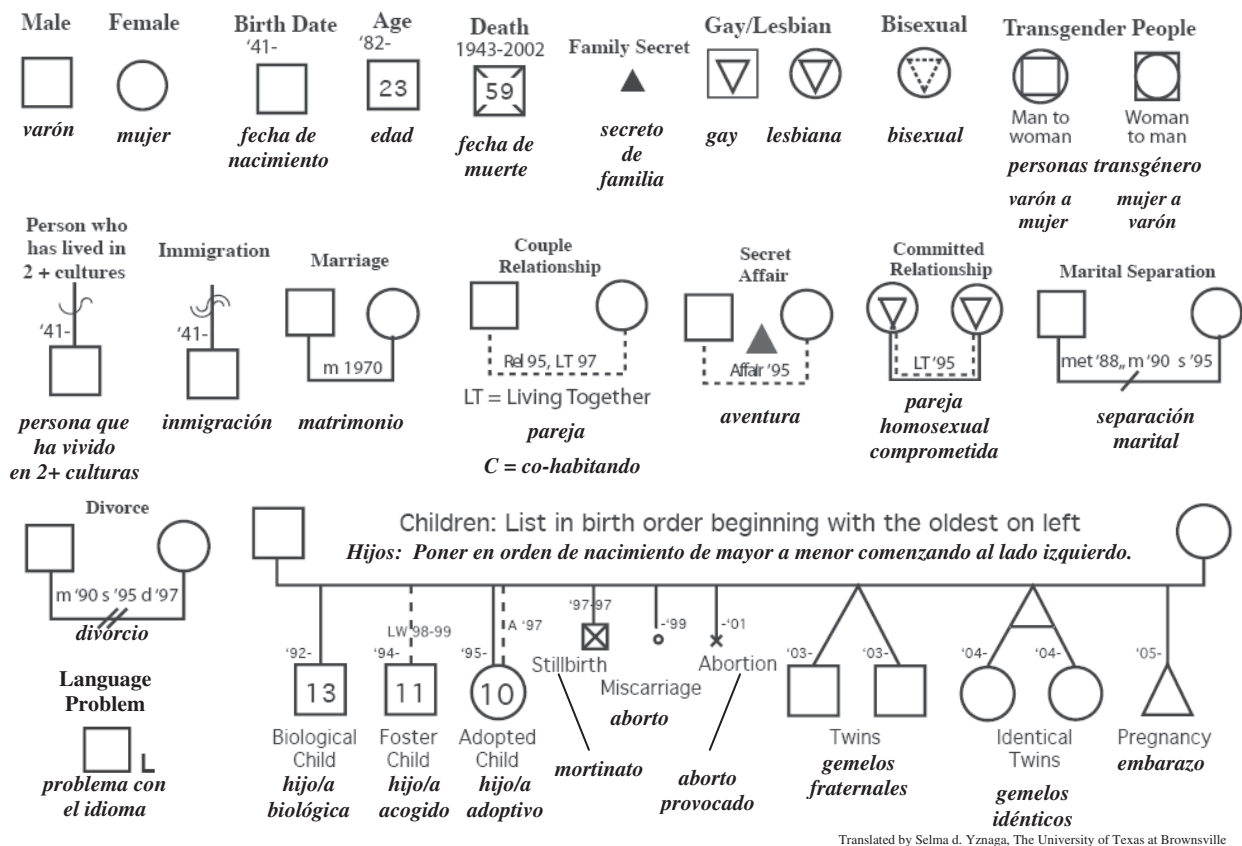 Male
Female
Birth Date
'41-
Age
'82-
23
Death
1943-2002
59
Family Secret
Gay/Lesbian
Bisexual
Transgender People
Man to
woman
Woman
to man
varón
mujer
fecha de
nacimiento
edad
fecha de
muerte
secreto
de
familia
gay
lesbiana
bisexual
personas transgénero
varón a
mujer
mujer a
varón
Person who
has lived in
2 + cultures
'41-
persona que
ha vivido
en 2+ culturas
Immigration
'41-
inmigración
Marriage
m 1970
matrimonio
Couple
Relationship
Rel 95, LT 97
LT = Living Together
pareja
C = co-habitando
Secret
Affair
Affair '95
aventura
Committed
Relationship
LT '95
pareja
homosexual
comprometida
Marital Separation
met '88,, m '90 s '95
separación
marital
Divorce
m '90 s '95 d '97
divorcio
Language
Problem
L
problema con
el idioma
Children: List in birth order beginning with the oldest on left
Hijos: Poner en orden de nacimiento de mayor a menor comenzando al lado izquierdo.
'92-
13
Biological
Child
hijo/a
biológica
LW '98-99
'94-
11
Foster
Child
hijo/a
acogido
A '97
'95-
10
Adopted
Child
hijo/a
adoptivo
'97-97
Stillbirth
mortinato
-'99
Miscarriage
aborto
-'01
Abortion
aborto
provocado
'03-
'03-
Twins
gemelos
fraternales
'04-
'04-
Identical
Twins
gemelos
idénticos
'05-
Pregnancy
embarazo
Translated by Selma d. Yznaga, The University of Texas at Brownsville